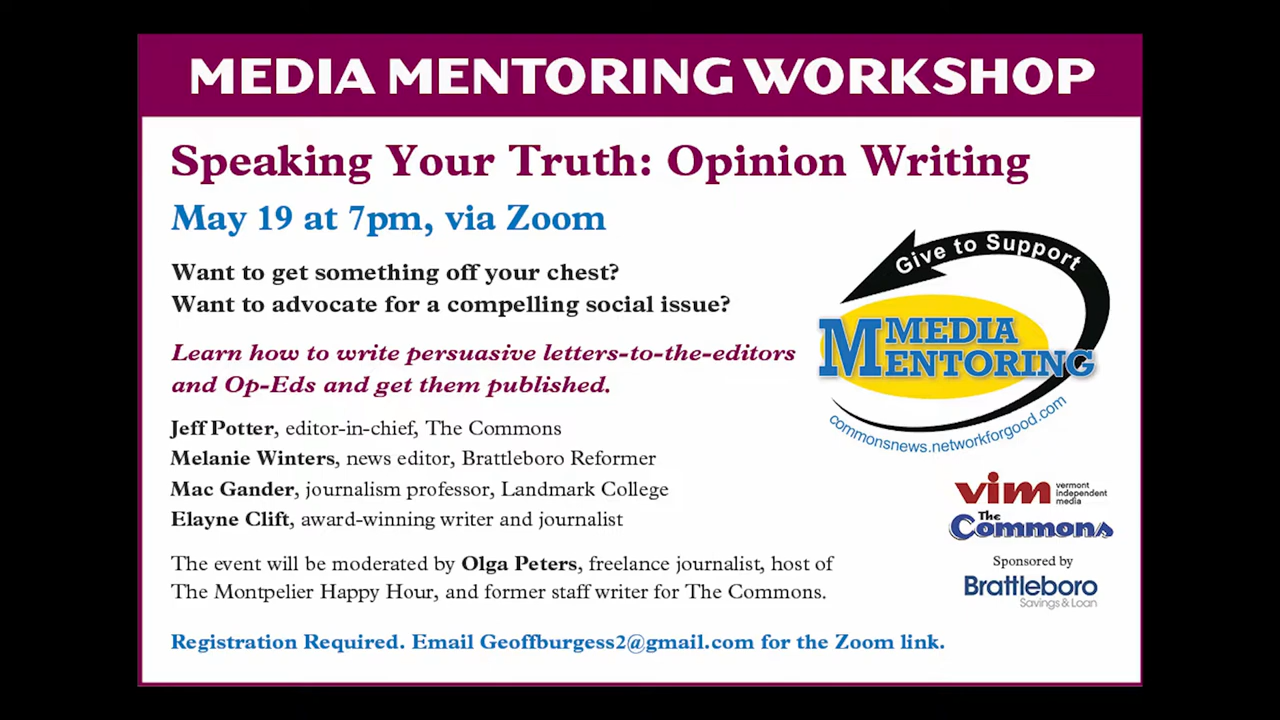 MEDIA MENTORING WORKSHOP
Speaking Your Truth: Opinion Writing
May 19 at 7pm, via Zoom
Want to get something off your chest?
Want to advocate for a compelling social issue?
Learn how to write persuasive letters-to-the-editors
and Op-Eds and get them published.
Jeff Potter, editor-in-chief, The Commons
Melanie Winters, news editor, Brattleboro Reformer
Mac Gander, journalism professor, Landmark College
Elayne Clift, award-winning writer and journalist
The event will be moderated by Olga Peters, freelance journalist, host of
The Montpelier Happy Hour, and former staff writer for The Commons.
Registration Required. Email Geoffburgess2@gmail.com for the Zoom link.
Give to Support
M MEDIA
MENTORING
commonsnews.networkforgood.com
vim vermont
independent
media
The
Commons
Sponsored by
Brattleboro
Savings & Loan